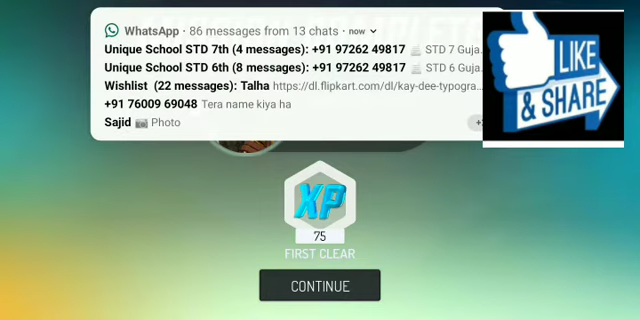 WhatsApp · 86 messages from 13 chats · now
Unique School STD 7th (4 messages): +91 97262 49817 STD 7 Guja...
Unique School STD 6th (8 messages): +91 97262 49817 STD 6 Guja...
Wishlist (22 messages): Talha https://dl.flipkart.com/dl/kay-dee-typogra...
+91 76009 69048 Tera name kiya ha
Sajid Photo
LIKE
& SHARE
XP
75
FIRST CLEAR
CONTINUE